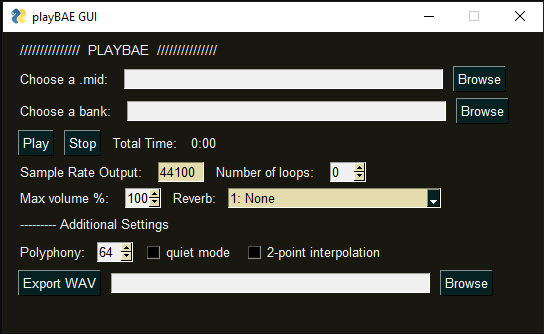 playBAE GUI
/////////////// PLAYBAE ///////////////
Choose a .mid: Browse
Choose a bank: Browse
Play Stop Total Time: 0:00
Sample Rate Output: 44100 Number of loops: 0
Max volume %: 100 Reverb: 1: None
--------- Additional Settings
Polyphony: 64 quiet mode 2-point interpolation
Export WAV Browse